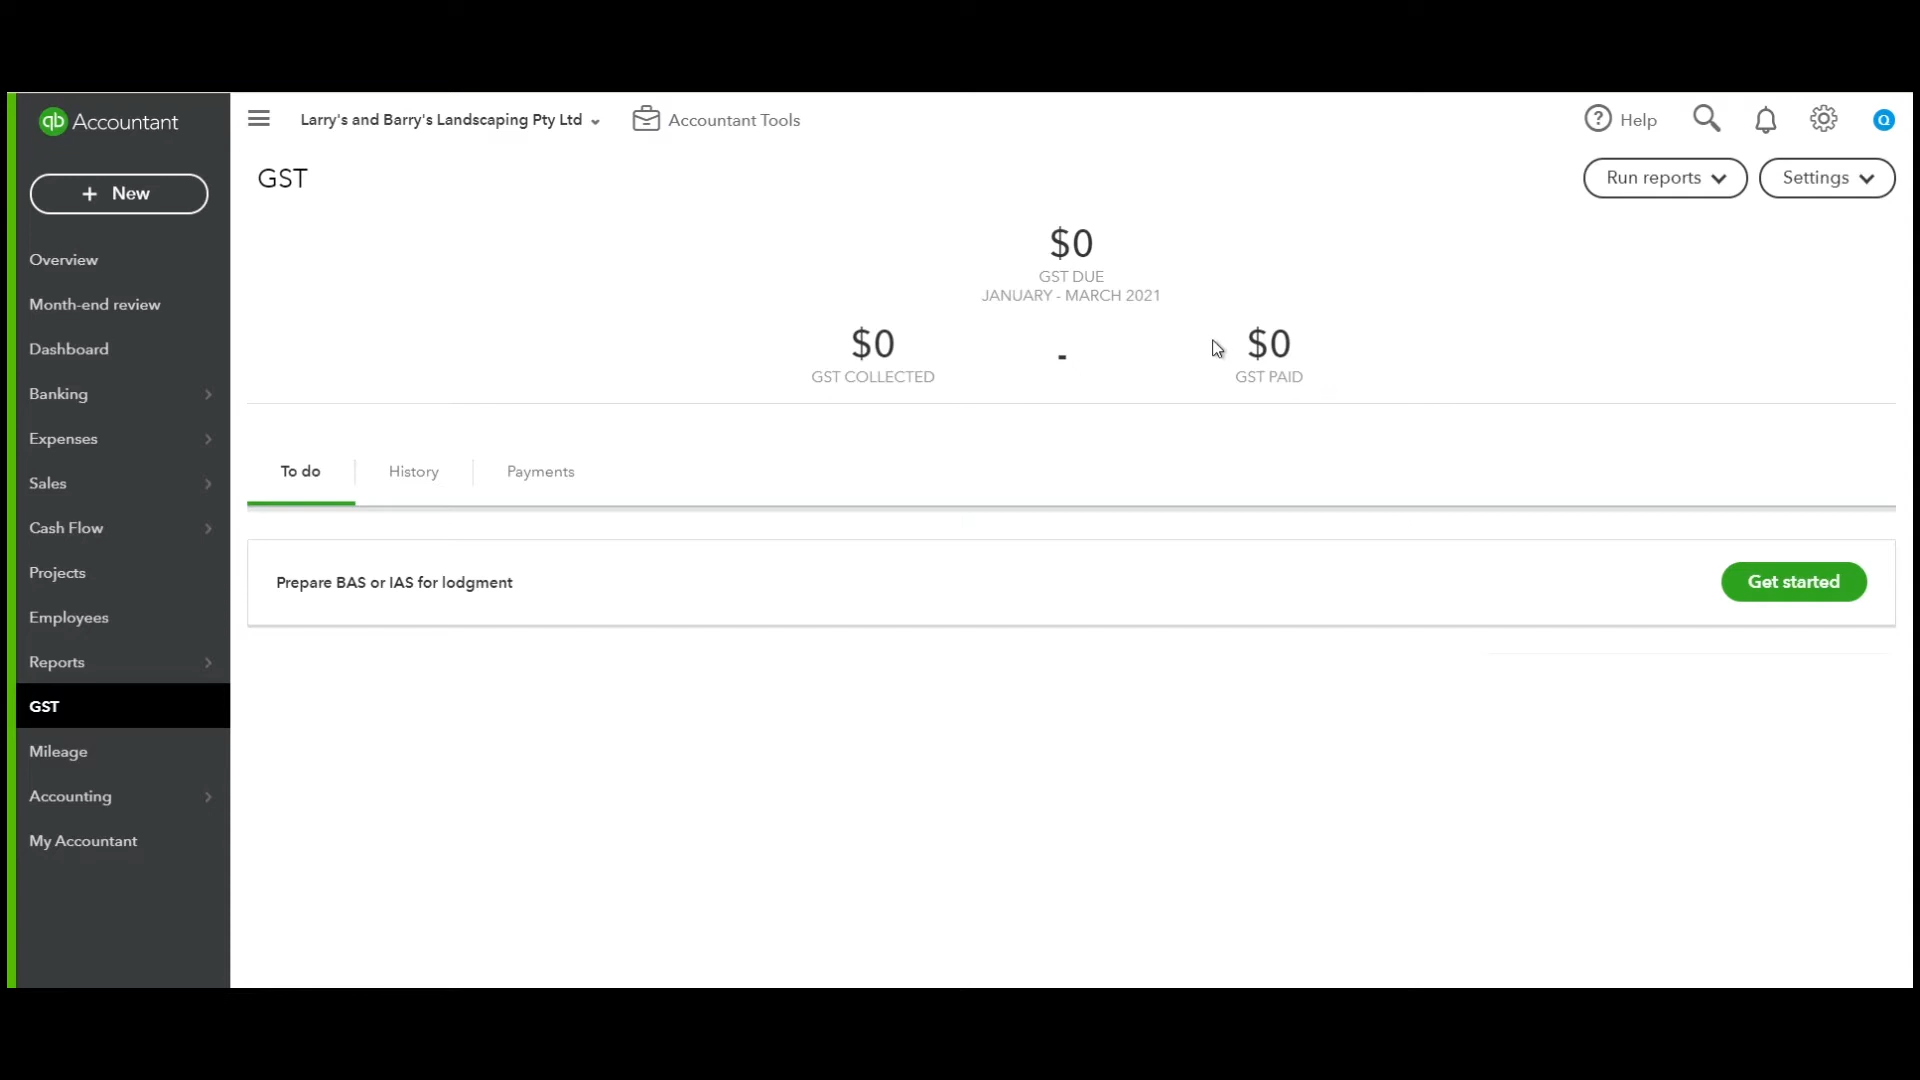 qb Accountant
Larry's and Barry's Landscaping Pty Ltd
Accountant Tools
? Help
Q
+ New
GST
Run reports
Settings
$0
GST DUE
JANUARY - MARCH 2021
$0
-
$0
GST COLLECTED
GST PAID
To do
History
Payments
Prepare BAS or IAS for lodgment
Get started
Overview
Month-end review
Dashboard
Banking
Expenses
Sales
Cash Flow
Projects
Employees
Reports
GST
Mileage
Accounting
My Accountant